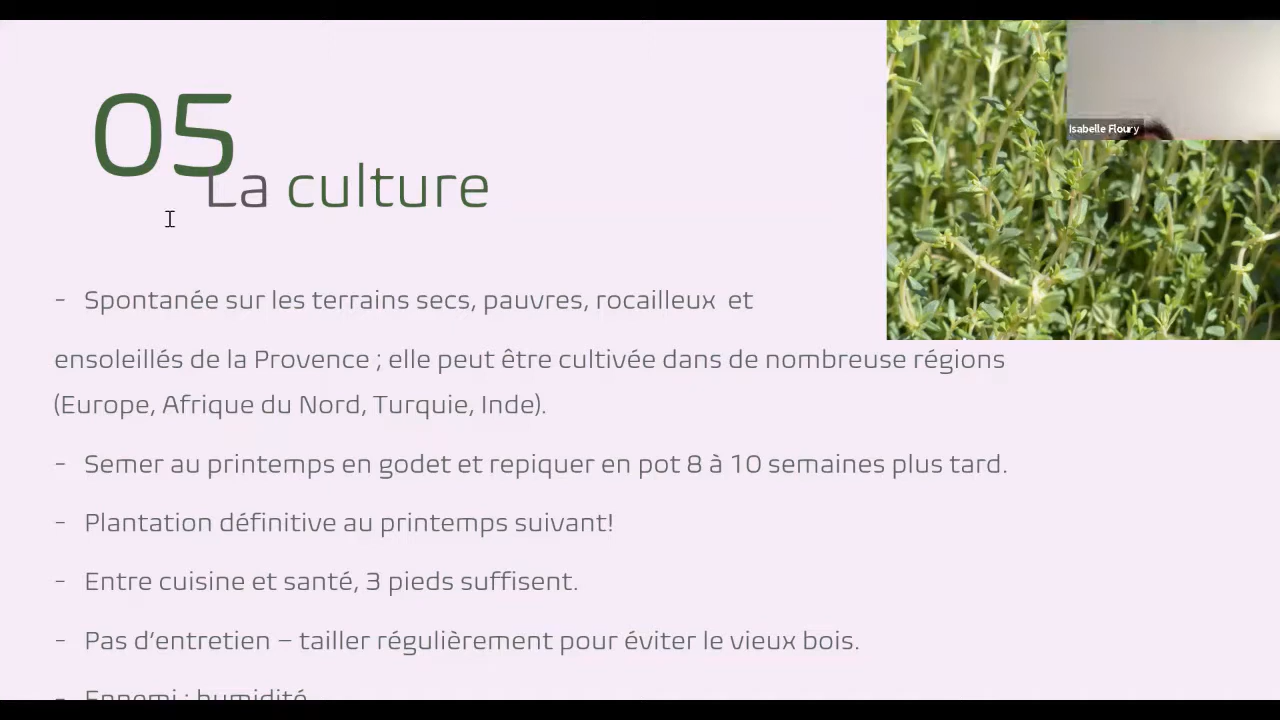 05
La culture
Isabelle Floury
- Spontanée sur les terrains secs, pauvres, rocailleux et
ensoleillés de la Provence ; elle peut être cultivée dans de nombreuse régions
(Europe, Afrique du Nord, Turquie, Inde).
- Semer au printemps en godet et repiquer en pot 8 à 10 semaines plus tard.
- Plantation définitive au printemps suivant!
- Entre cuisine et santé, 3 pieds suffisent.
- Pas d’entretien – tailler régulièrement pour éviter le vieux bois.
- Ennemi : humidité